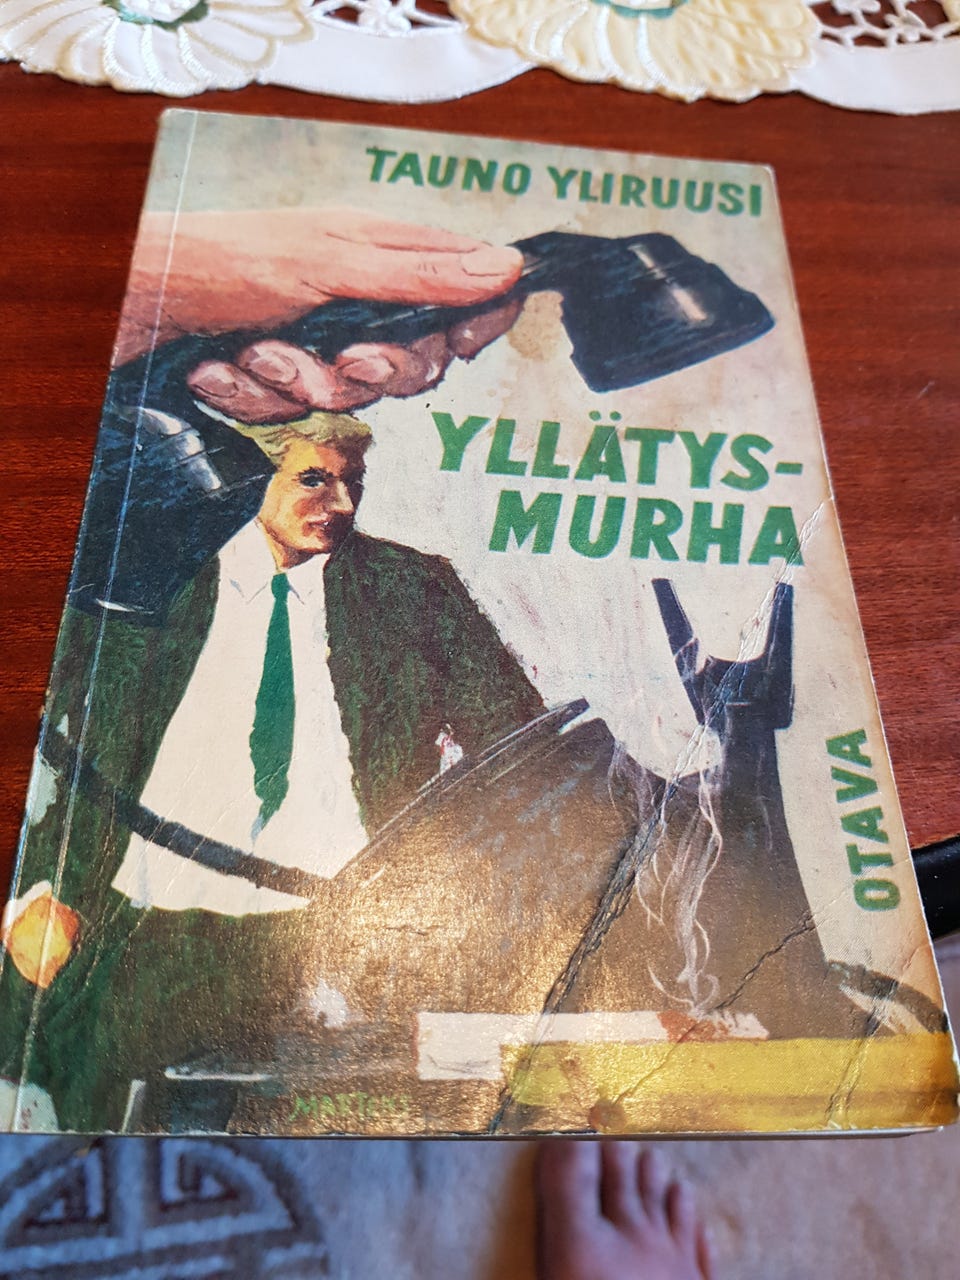 TAUNO YLIRUUSI
YLLÄTYS-
MURHA
OTAVA